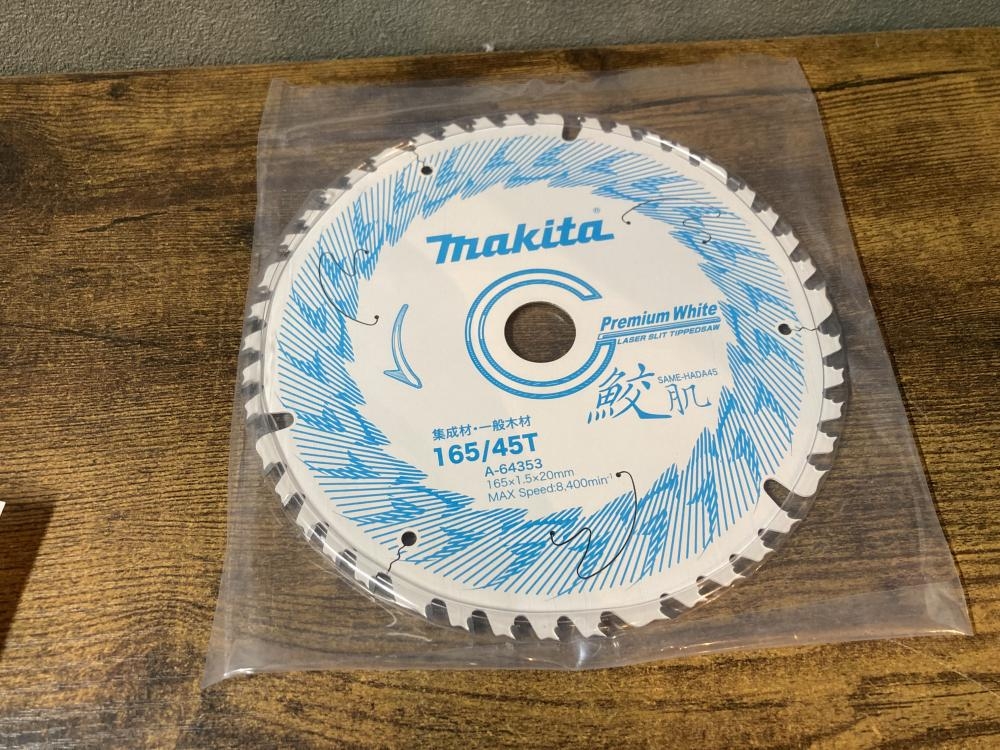 makita®
Premium White
LASER SLIT TIPPEDSAW
鮫肌
SAME-HADA45
集成材・一般木材
165/45T
A-64353
165×1.5×20mm
MAX Speed:8,400min⁻¹